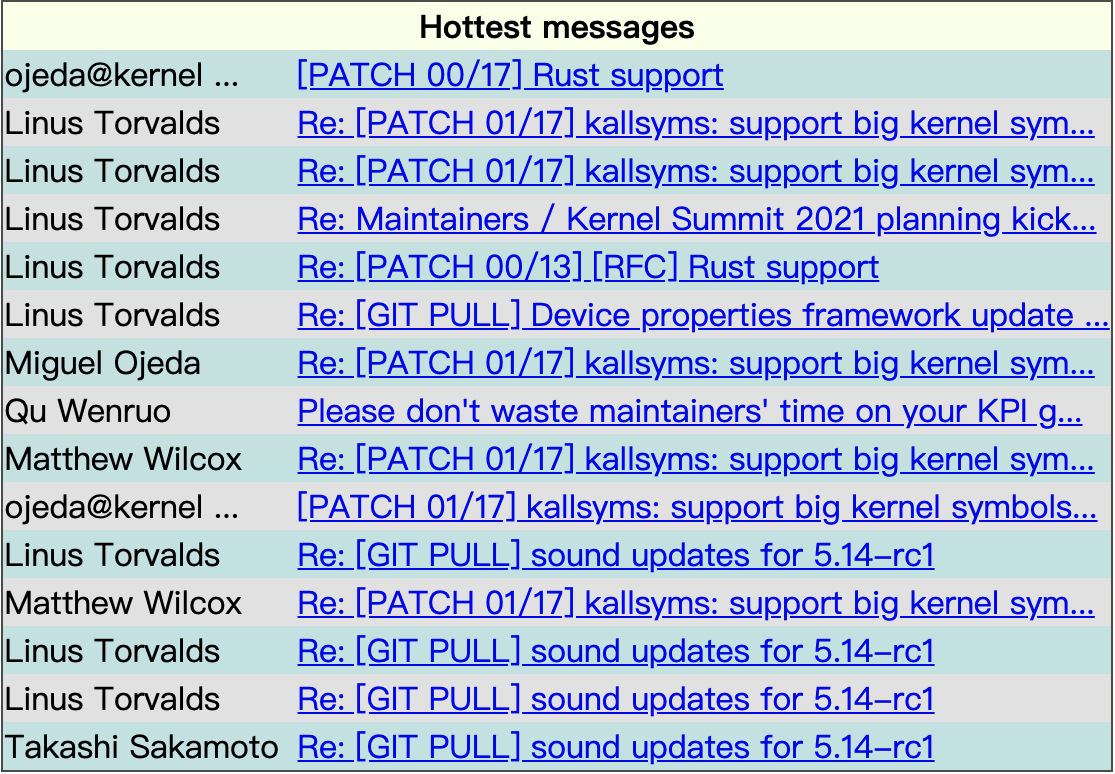 Hottest messages
ojeda@kernel ... [PATCH 00/17] Rust support
Linus Torvalds Re: [PATCH 01/17] kallsyms: support big kernel sym...
Linus Torvalds Re: [PATCH 01/17] kallsyms: support big kernel sym...
Linus Torvalds Re: Maintainers / Kernel Summit 2021 planning kick...
Linus Torvalds Re: [PATCH 00/13] [RFC] Rust support
Linus Torvalds Re: [GIT PULL] Device properties framework update ...
Miguel Ojeda Re: [PATCH 01/17] kallsyms: support big kernel sym...
Qu Wenruo Please don't waste maintainers' time on your KPI g...
Matthew Wilcox Re: [PATCH 01/17] kallsyms: support big kernel sym...
ojeda@kernel ... [PATCH 01/17] kallsyms: support big kernel symbols...
Linus Torvalds Re: [GIT PULL] sound updates for 5.14-rc1
Matthew Wilcox Re: [PATCH 01/17] kallsyms: support big kernel sym...
Linus Torvalds Re: [GIT PULL] sound updates for 5.14-rc1
Linus Torvalds Re: [GIT PULL] sound updates for 5.14-rc1
Takashi Sakamoto Re: [GIT PULL] sound updates for 5.14-rc1